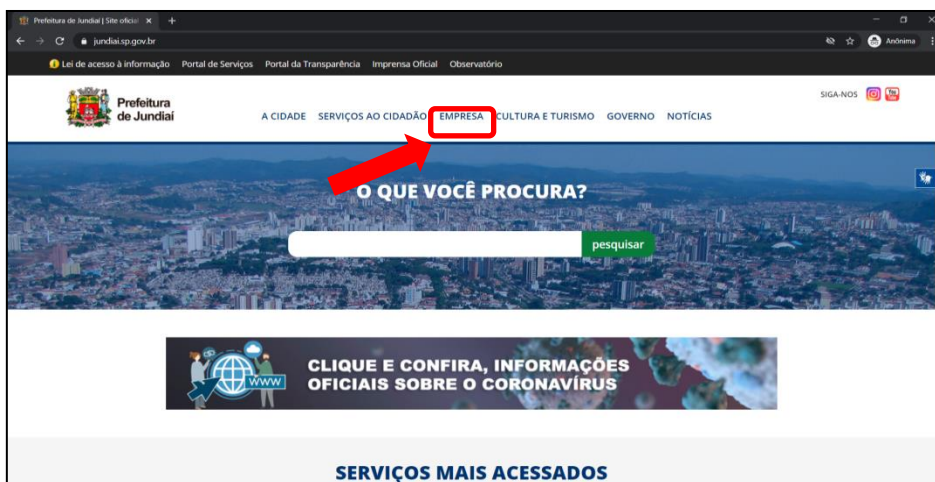 Prefeitura de Jundiaí | Site oficial
jundiai.sp.gov.br
Anônima
Lei de acesso à informação Portal de Serviços Portal da Transparência Imprensa Oficial Observatório
Prefeitura
de Jundiaí
SIGA-NOS
You
A CIDADE SERVIÇOS AO CIDADÃO EMPRESA CULTURA E TURISMO GOVERNO NOTÍCIAS
O QUE VOCÊ PROCURA?
pesquisar
WWW
CLIQUE E CONFIRA, INFORMAÇÕES
OFICIAIS SOBRE O CORONAVÍRUS
SERVIÇOS MAIS ACESSADOS